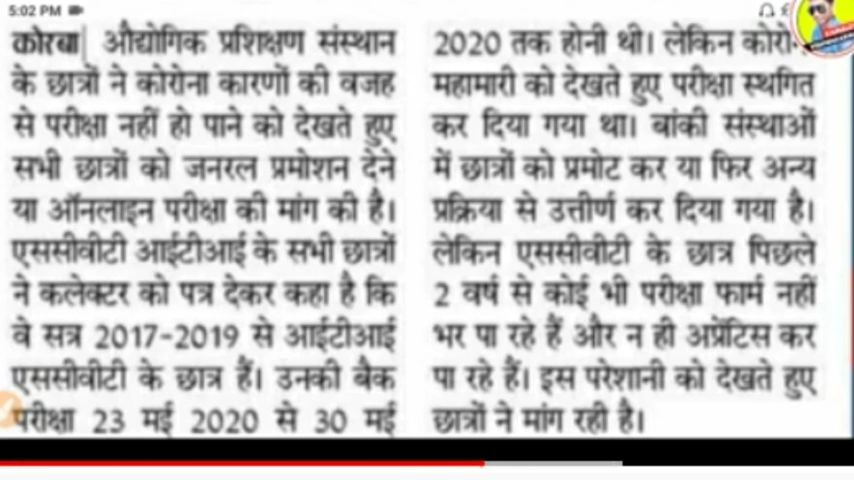 5:02 PM
कोरबा| औद्योगिक प्रशिक्षण संस्थान
के छात्रों ने कोरोना कारणों की वजह
से परीक्षा नहीं हो पाने को देखते हुए
सभी छात्रों को जनरल प्रमोशन देने
या ऑनलाइन परीक्षा की मांग की है।
एससीवीटी आईटीआई के सभी छात्रों
ने कलेक्टर को पत्र देकर कहा है कि
वे सत्र 2017-2019 से आईटीआई
एससीवीटी के छात्र हैं। उनकी बैक
परीक्षा 23 मई 2020 से 30 मई
2020 तक होनी थी। लेकिन कोरो
महामारी को देखते हुए परीक्षा स्थगित
कर दिया गया था। बांकी संस्थाओं
में छात्रों को प्रमोट कर या फिर अन्य
प्रक्रिया से उत्तीर्ण कर दिया गया है।
लेकिन एससीवीटी के छात्र पिछले
2 वर्ष से कोई भी परीक्षा फार्म नहीं
भर पा रहे हैं और न ही अप्रेंटिस कर
पा रहे हैं। इस परेशानी को देखते हुए
छात्रों ने मांग रही है।